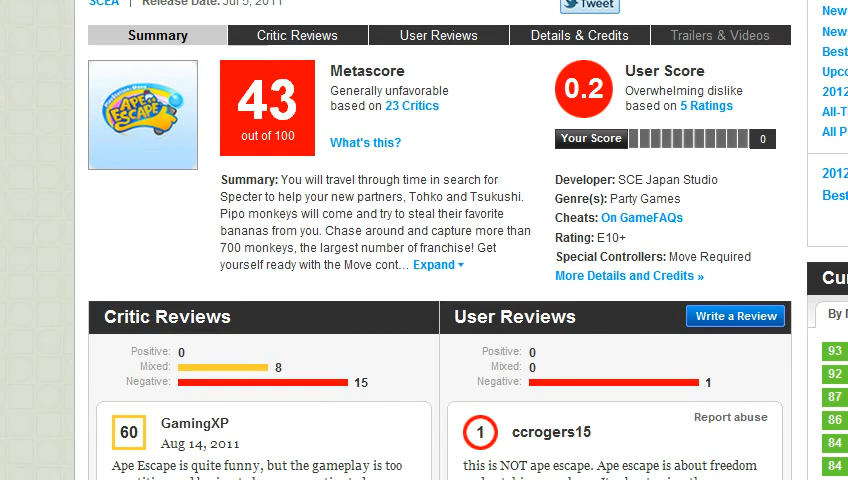 SCEA | Release Date: Jul 5, 2011
Tweet
Summary Critic Reviews User Reviews Details & Credits Trailers & Videos
APE ESCAPE
43
out of 100
Metascore
Generally unfavorable
based on 23 Critics
What's this?
0.2
User Score
Overwhelming dislike
based on 5 Ratings
Your Score 0
Summary: You will travel through time in search for
Specter to help your new partners, Tohko and Tsukushi.
Pipo monkeys will come and try to steal their favorite
bananas from you. Chase around and capture more than
700 monkeys, the largest number of franchise! Get
yourself ready with the Move cont... Expand
Developer: SCE Japan Studio
Genre(s): Party Games
Cheats: On GameFAQs
Rating: E10+
Special Controllers: Move Required
More Details and Credits »
Critic Reviews
Positive: 0
Mixed: 8
Negative: 15
60 GamingXP
Aug 14, 2011
Ape Escape is quite funny, but the gameplay is too
User Reviews Write a Review
Positive: 0
Mixed: 0
Negative: 1
Report abuse
1 ccrogers15
this is NOT ape escape. Ape escape is about freedom
New
New
Best
Upco
2012
All-T
All P
2012
Best
Cu
By
93
92
87
86
84
84